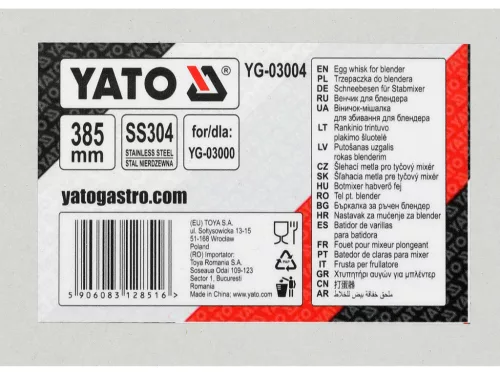 YATO®
YG-03004
385
mm
SS304
STAINLESS STEEL
STAL NIERDZEWNA
for/dla:
YG-03000
yatogastro.com
5 906083 128516 >
(EU) TOYA S.A.
ul. Sołtysowicka 13-15
51-168 Wrocław
Poland
(RO) Importator:
Toya Romania S.A.
Soseaua Odai 109-123
Sector 1, Bucuresti
Romania
Made in China; www.yato.com
PAP
EN Egg whisk for blender
PL Trzepaczka do blendera
DE Schneebesen für Stabmixer
RU Венчик для блендера
UA Віничок-мішалка
для збивання для блендера
LT Rankinio trintuvo
plakimo šluotelė
LV Putošanas uzgalis
rokas blenderim
CZ Šlehací metla pro tyčový mixér
SK Šľahacia metla pre tyčový mixér
HU Botmixer habverő fej
RO Tel pt. blender
BG Бъркалка за ръчен блендер
HR Nastavak za mućenje za blender
ES Batidor de varillas
para batidora
FR Fouet pour mixeur plongeant
PT Batedor de claras para mixer
IT Frusta per frullatore
GR Χτυπητήρι αυγών για μπλέντερ
CN 打蛋器
AR ملحق خفاقة بيض للخلاط